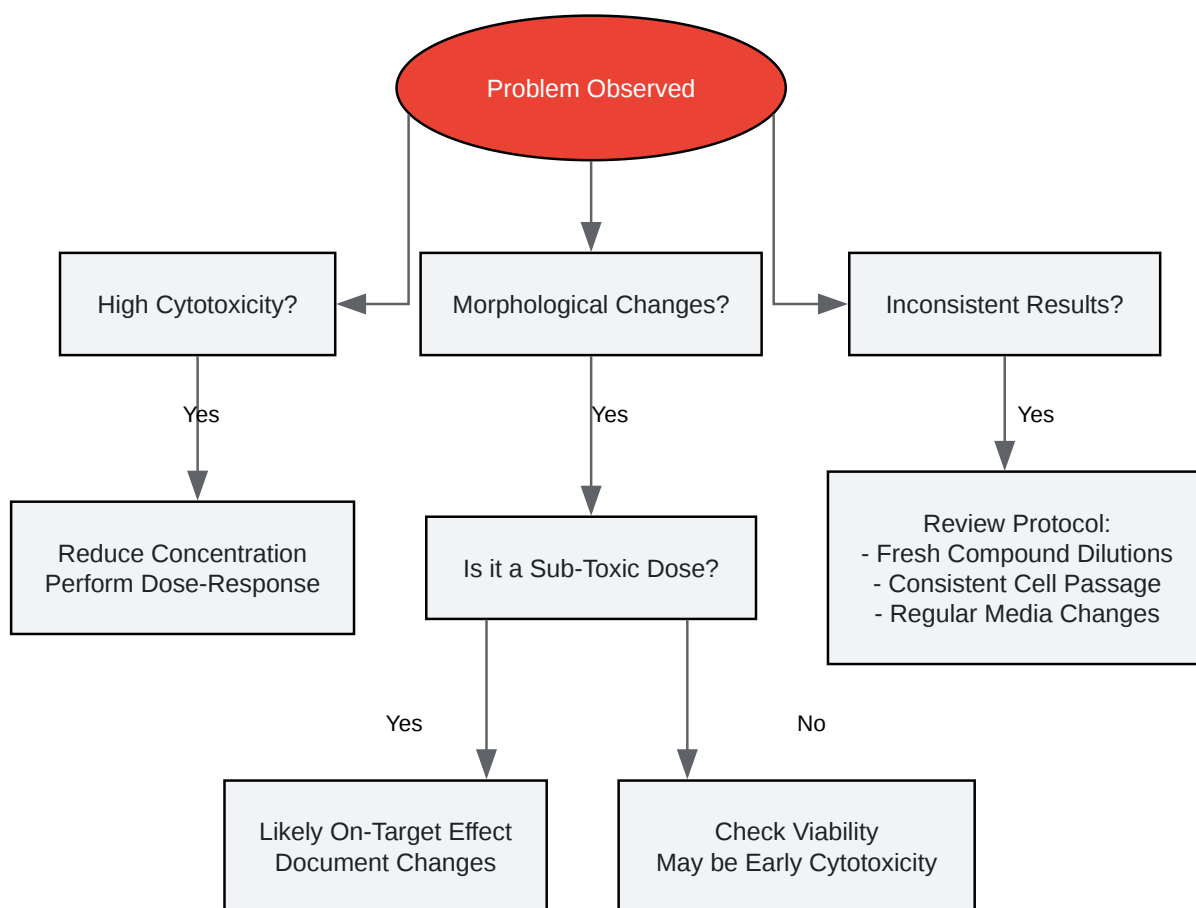 Problem Observed
High Cytotoxicity?
Morphological Changes?
Inconsistent Results?
Yes
Yes
Yes
Reduce Concentration
Perform Dose-Response
Is it a Sub-Toxic Dose?
Review Protocol:
- Fresh Compound Dilutions
- Consistent Cell Passage
- Regular Media Changes
Yes
No
Likely On-Target Effect
Document Changes
Check Viability
May be Early Cytotoxicity